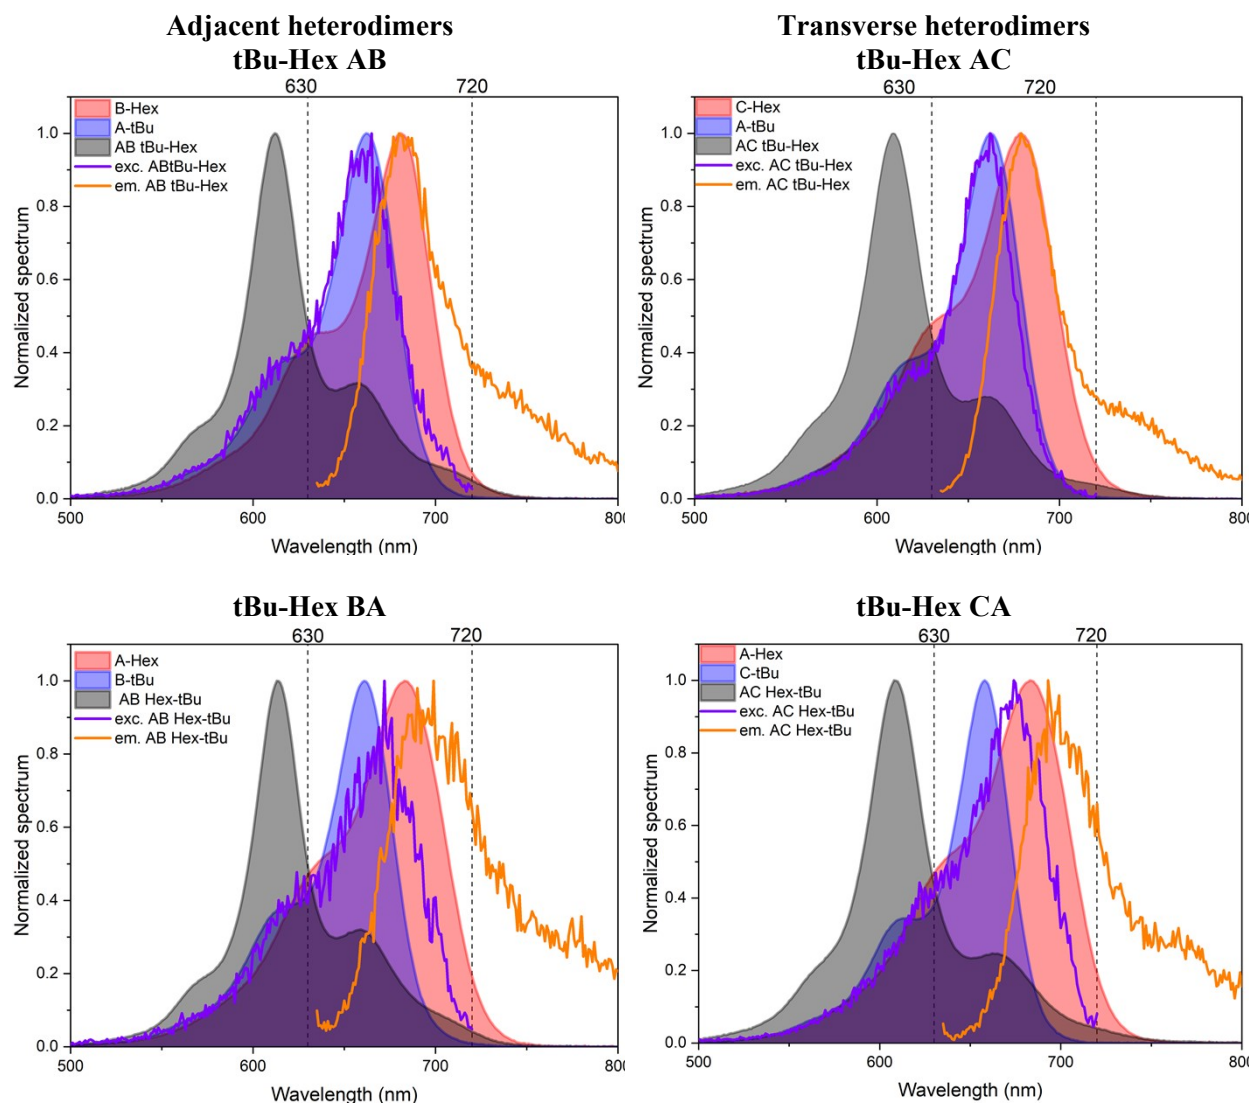 Adjacent heterodimers
tBu-Hex AB
630
720
B-Hex
A-tBu
AB tBu-Hex
exc. ABtBu-Hex
em. AB tBu-Hex
1.0
0.8
0.6
0.4
0.2
0.0
Normalized spectrum
500
600
700
800
Wavelength (nm)
Transverse heterodimers
tBu-Hex AC
630
720
C-Hex
A-tBu
AC tBu-Hex
exc. AC tBu-Hex
em. AC tBu-Hex
1.0
0.8
0.6
0.4
0.2
0.0
Normalized spectrum
500
600
700
800
Wavelength (nm)
tBu-Hex BA
630
720
A-Hex
B-tBu
AB Hex-tBu
exc. AB Hex-tBu
em. AB Hex-tBu
1.0
0.8
0.6
0.4
0.2
0.0
Normalized spectrum
500
600
700
800
Wavelength (nm)
tBu-Hex CA
630
720
A-Hex
C-tBu
AC Hex-tBu
exc. AC Hex-tBu
em. AC Hex-tBu
1.0
0.8
0.6
0.4
0.2
0.0
Normalized spectrum
500
600
700
800
Wavelength (nm)